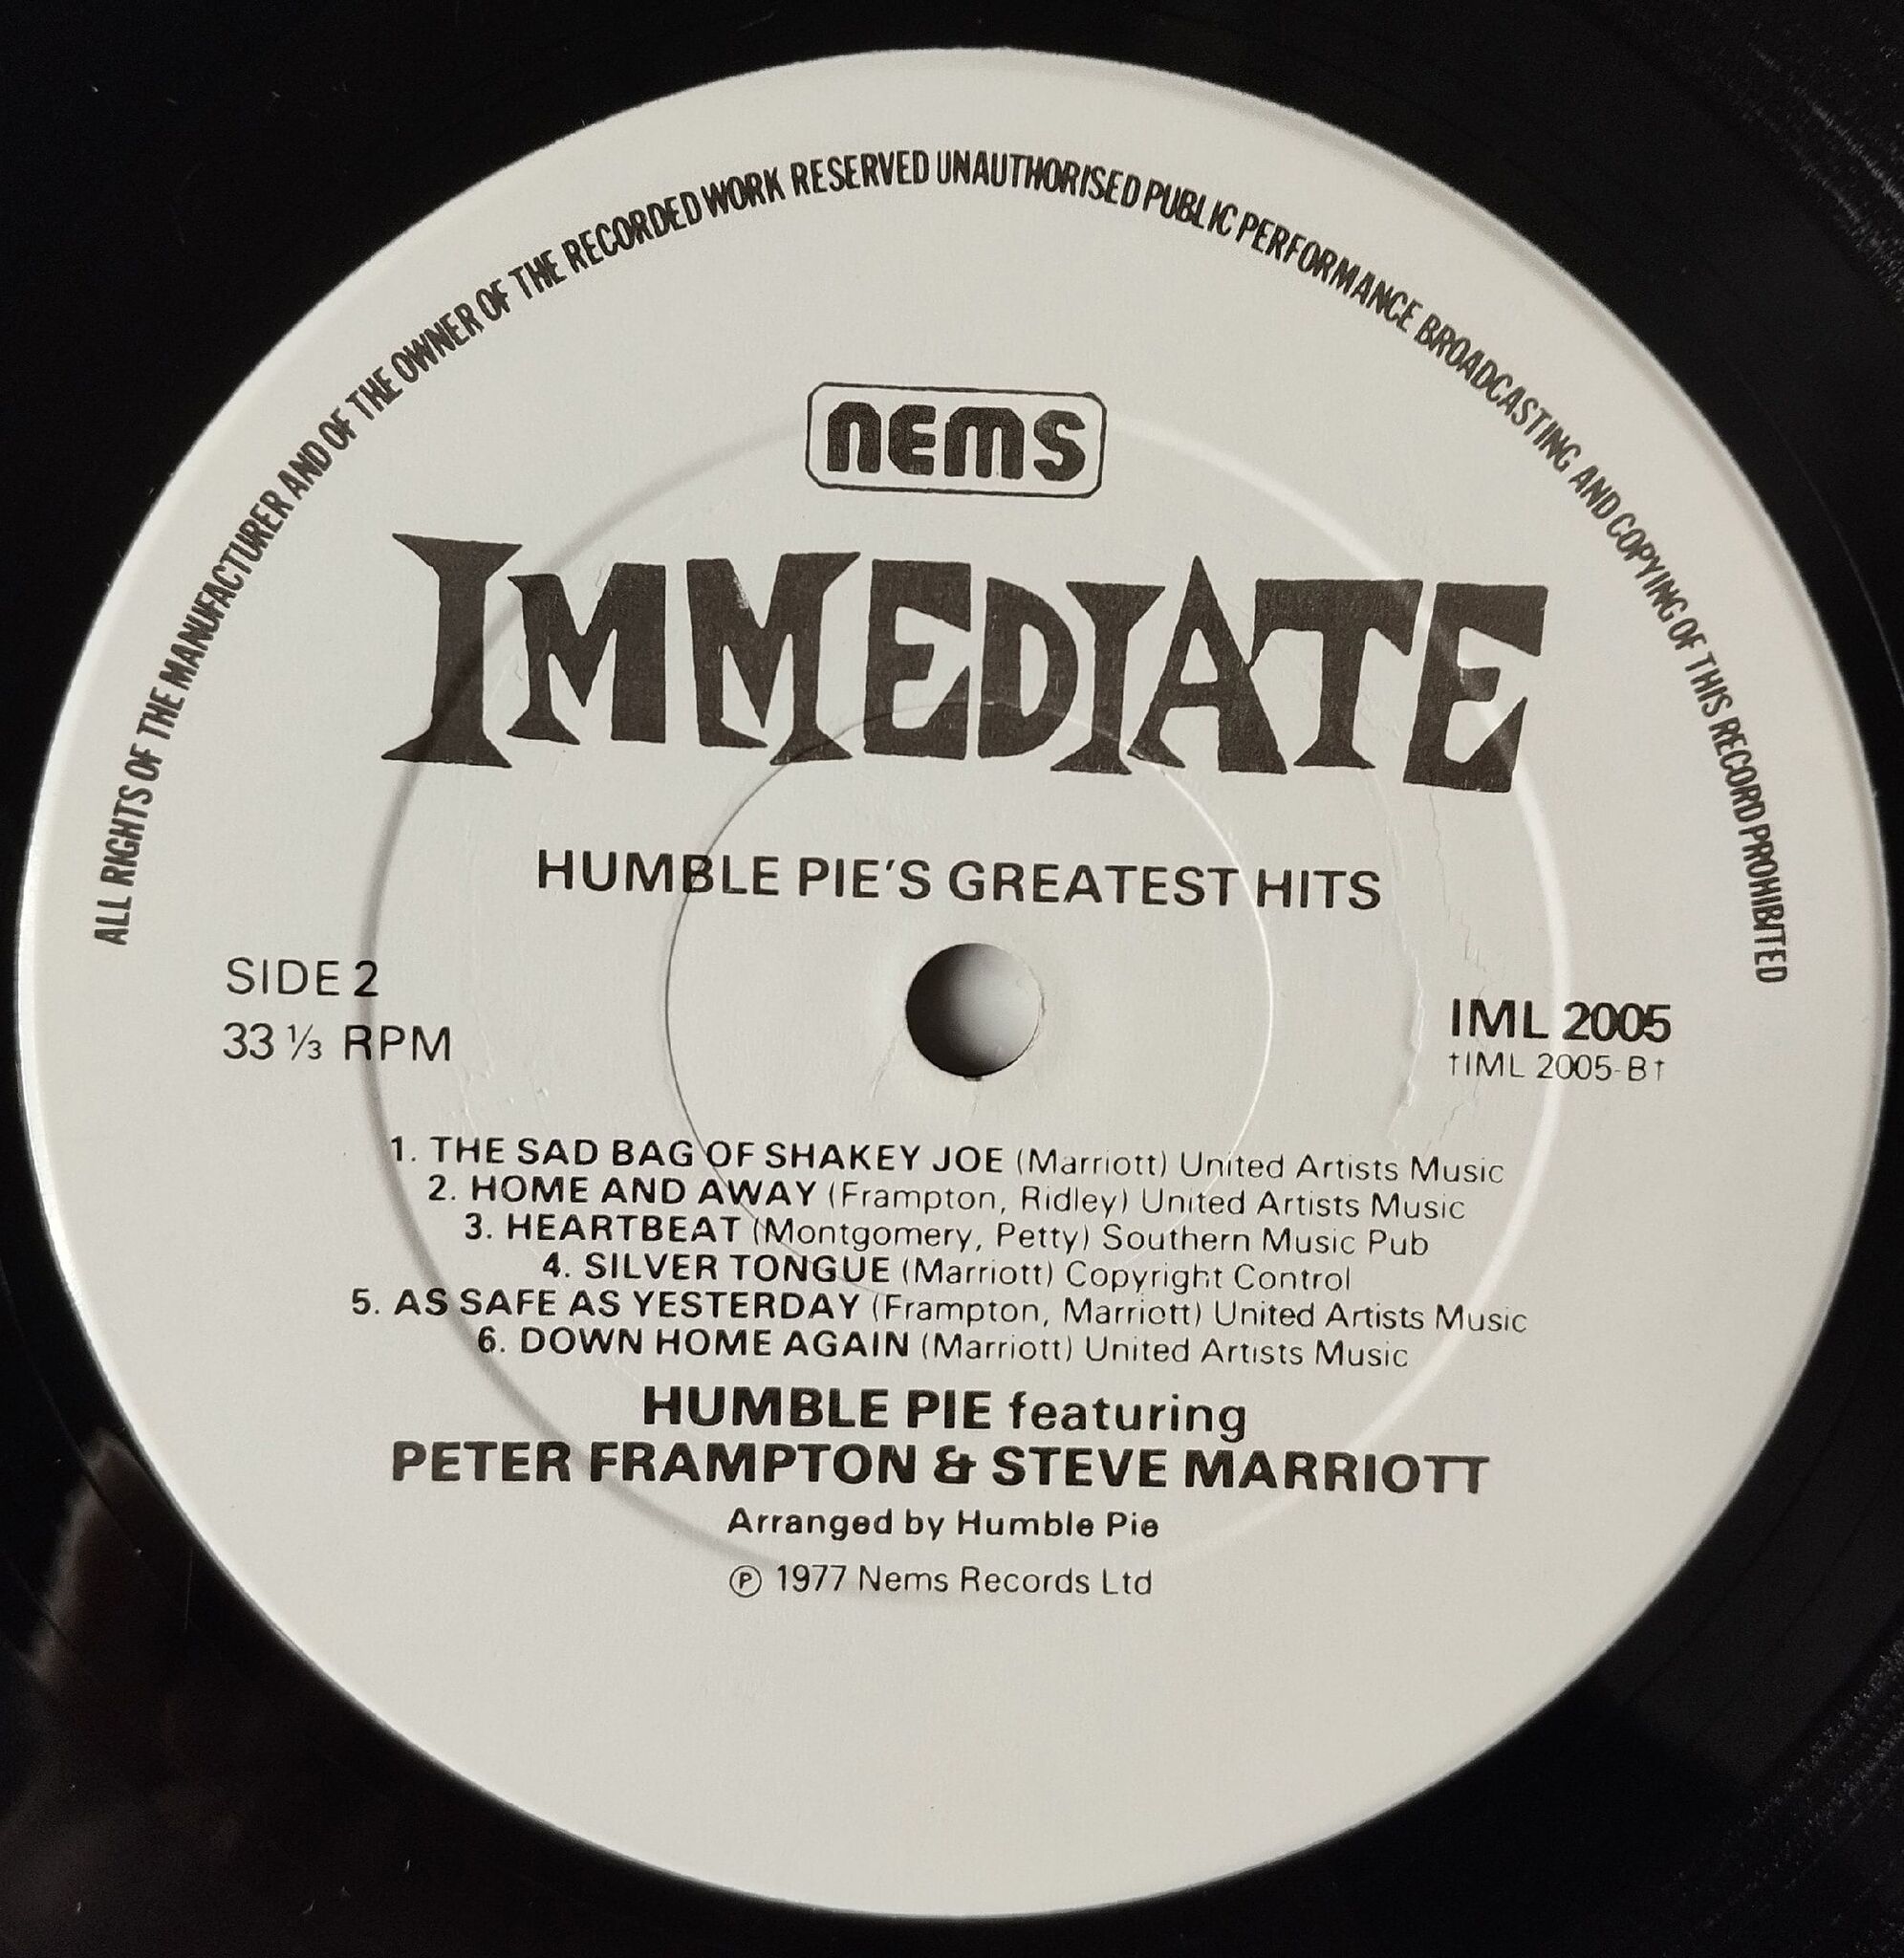 ALL RIGHTS OF THE MANUFACTURER AND OF THE OWNER OF THE RECORDED WORK RESERVED UNAUTHORISED PUBLIC PERFORMANCE BROADCASTING AND COPYING OF THIS RECORD PROHIBITED
nems
IMMEDIATE
HUMBLE PIE'S GREATEST HITS
SIDE 2
33 ⅓ RPM
IML 2005
†IML 2005-B†
1. THE SAD BAG OF SHAKEY JOE (Marriott) United Artists Music
2. HOME AND AWAY (Frampton, Ridley) United Artists Music
3. HEARTBEAT (Montgomery, Petty) Southern Music Pub
4. SILVER TONGUE (Marriott) Copyright Control
5. AS SAFE AS YESTERDAY (Frampton, Marriott) United Artists Music
6. DOWN HOME AGAIN (Marriott) United Artists Music
HUMBLE PIE featuring
PETER FRAMPTON & STEVE MARRIOTT
Arranged by Humble Pie
℗ 1977 Nems Records Ltd